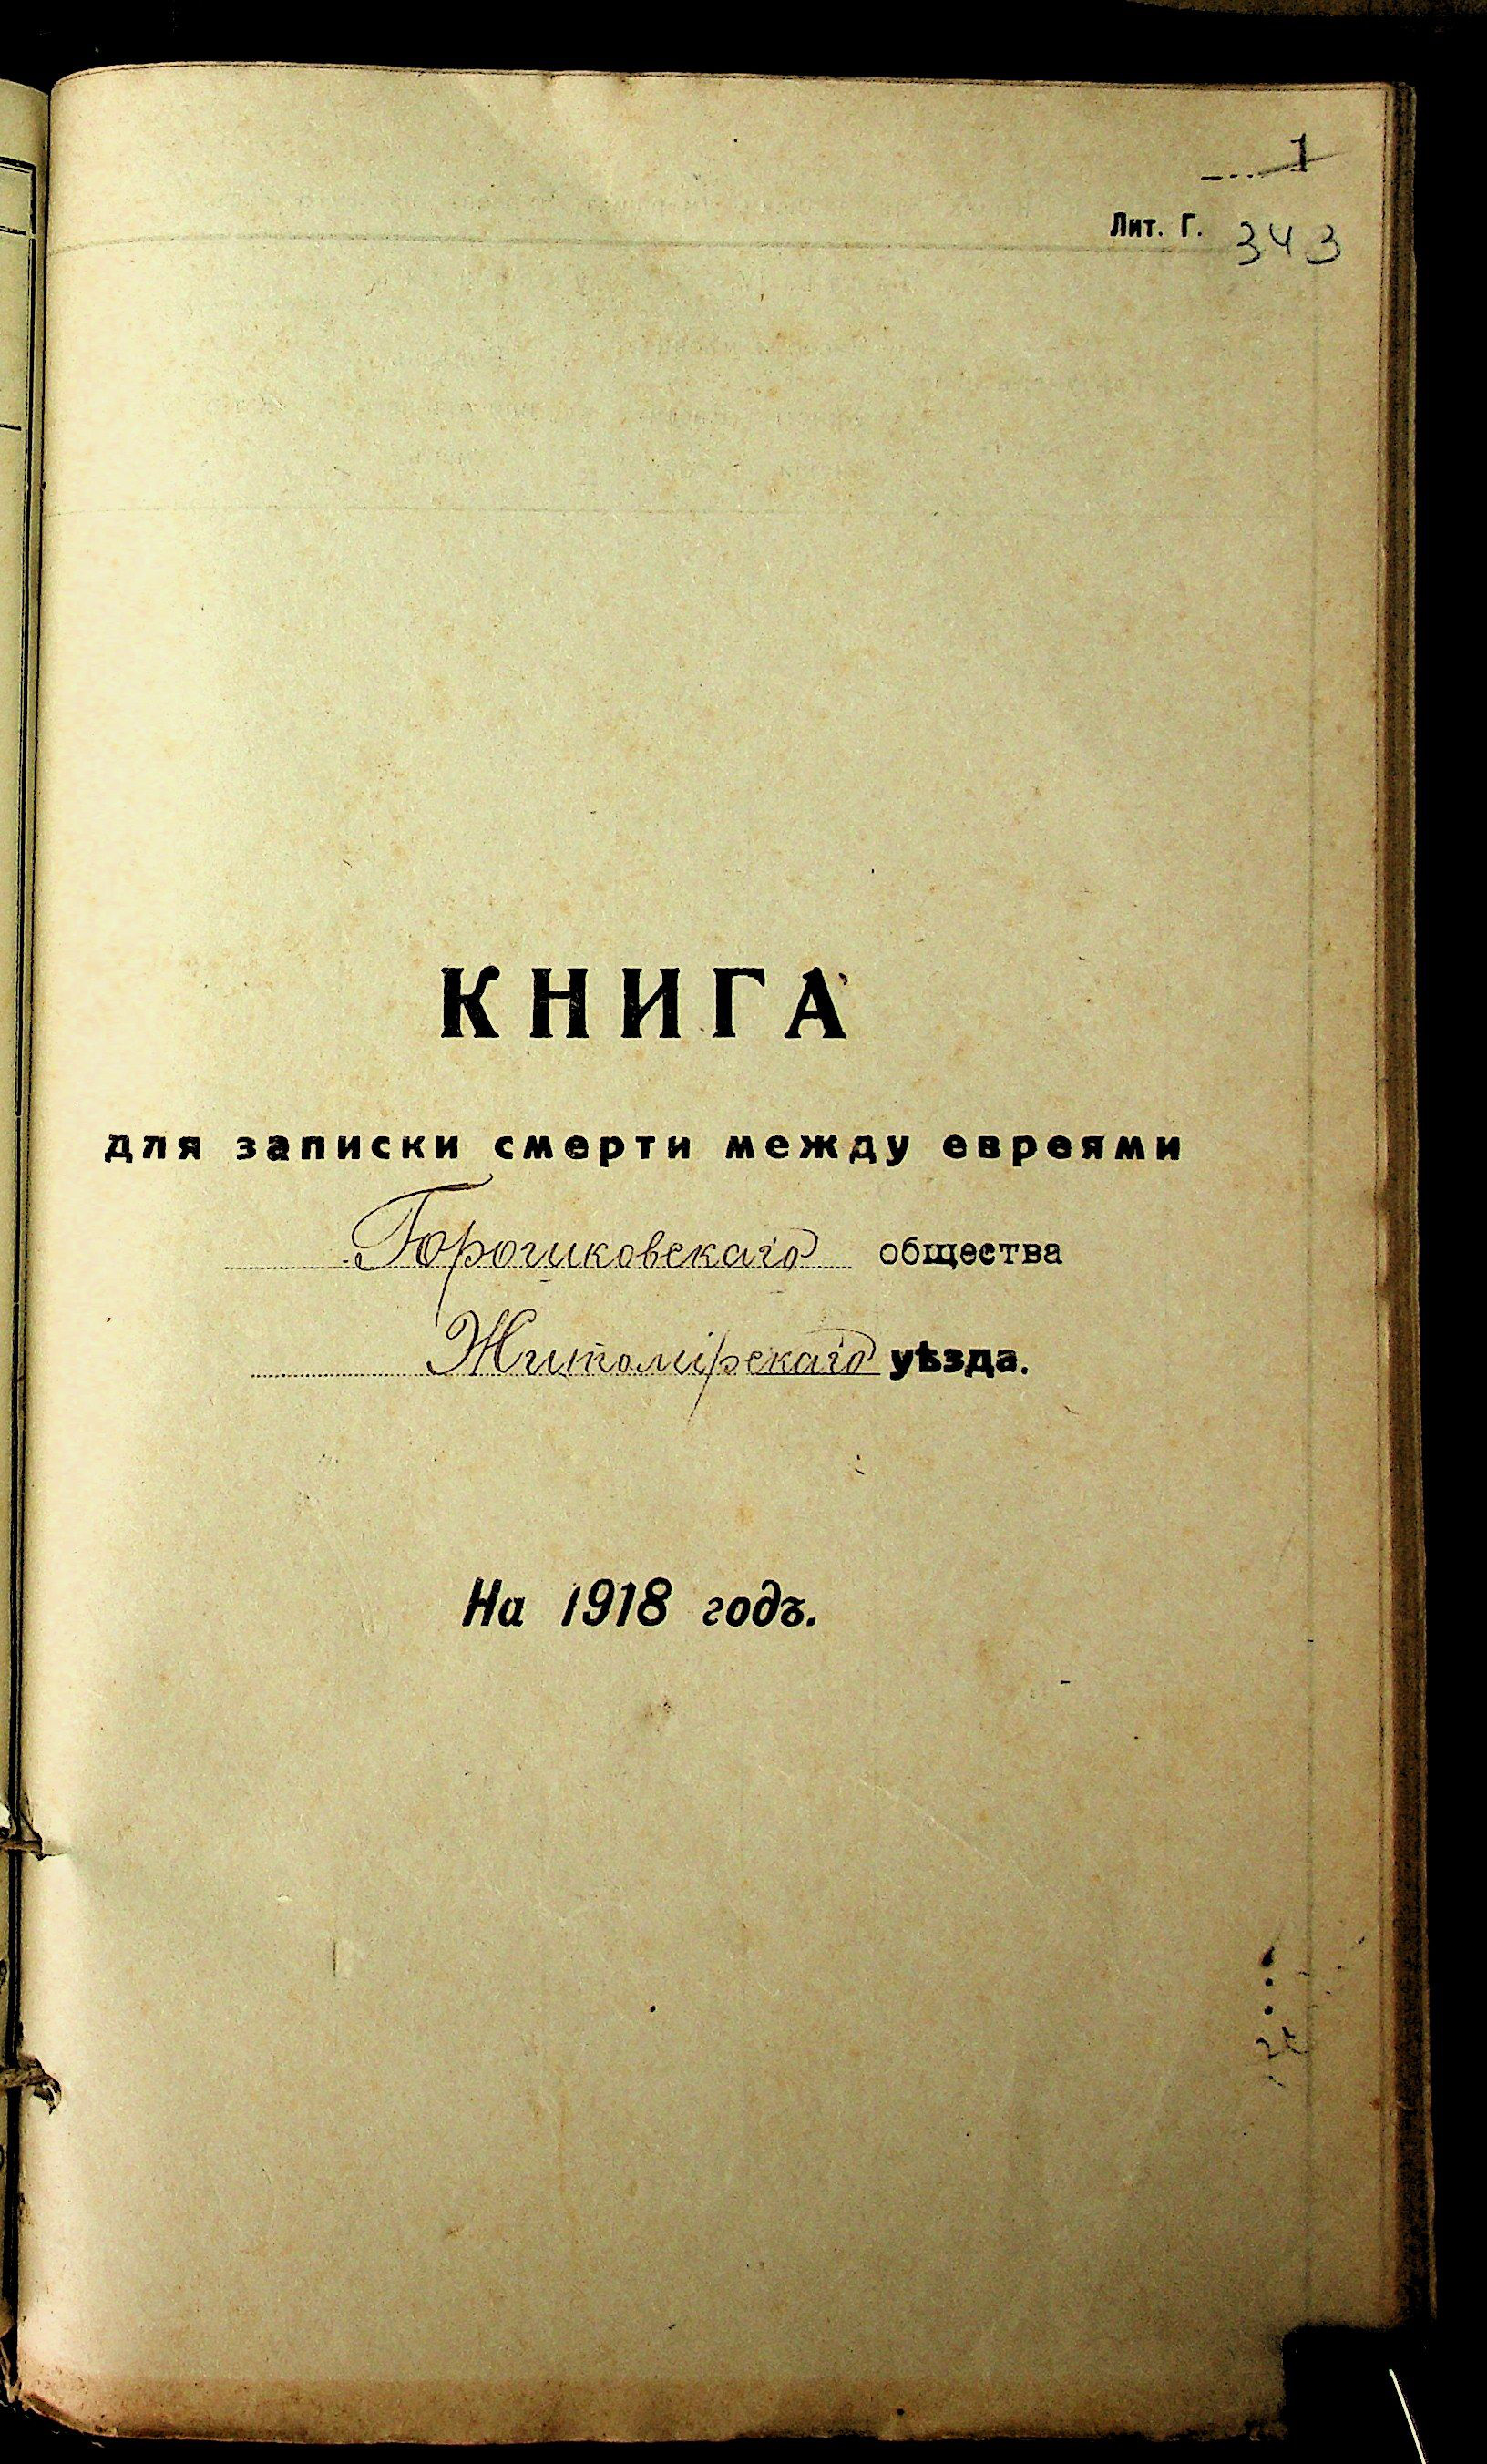 1
Лит. Г. 343
КНИГА
для записки смерти между евреями
Горошковскаго общества
Житомірскаго уѣзда.
На 1918 годъ.